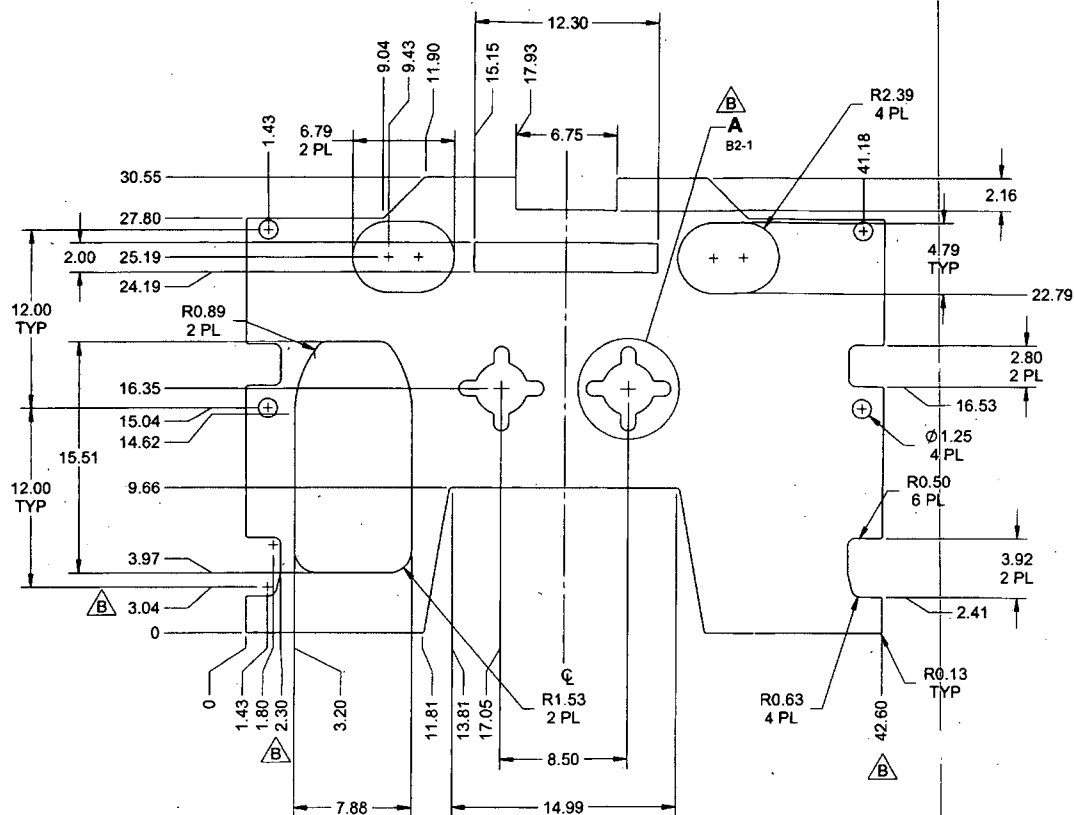 12.30
9.04
9.43
11.90
15.15
17.93
1.43
6.79
2 PL
6.75
B
A
B2-1
R2.39
4 PL
41.18
2.16
30.55
27.80
2.00
25.19
24.19
4.79
TYP
22.79
12.00
TYP
R0.89
2 PL
2.80
2 PL
16.35
16.53
15.04
14.62
15.51
Ø1.25
4 PL
12.00
TYP
9.66
R0.50
6 PL
3.97
3.92
2 PL
B
3.04
2.41
0
0
1.43
1.80
2.30
B
3.20
11.81
13.81
17.05
℄
R1.53
2 PL
R0.63
4 PL
R0.13
TYP
42.60
B
8.50
7.88
14.99